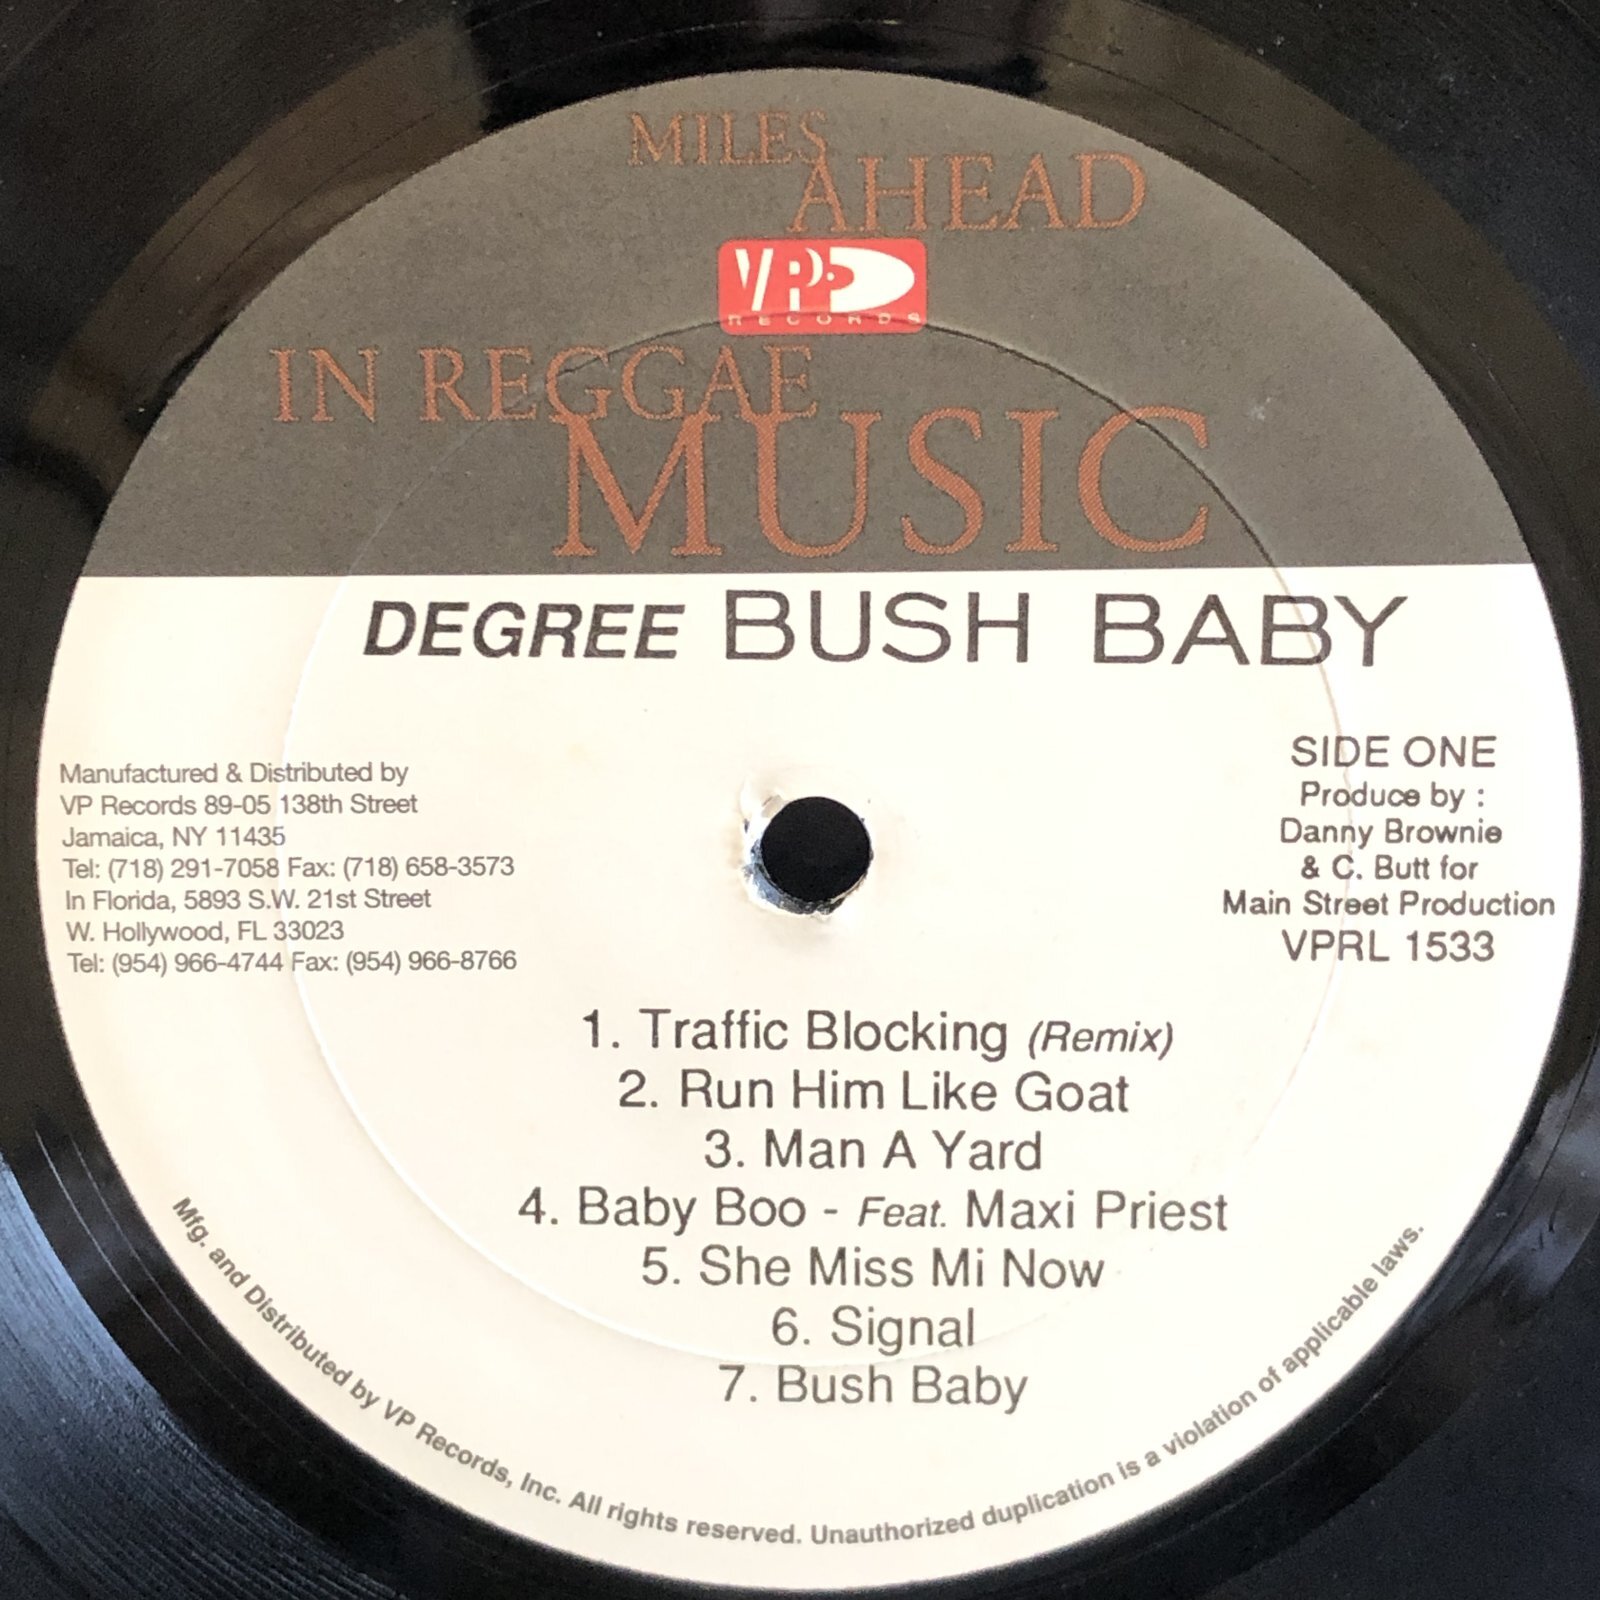 MILES
AHEAD
VP
RECORDS
IN REGGAE
MUSIC
DEGREE BUSH BABY
Manufactured & Distributed by
VP Records 89-05 138th Street
Jamaica, NY 11435
Tel: (718) 291-7058 Fax: (718) 658-3573
In Florida, 5893 S.W. 21st Street
W. Hollywood, FL 33023
Tel: (954) 966-4744 Fax: (954) 966-8766
SIDE ONE
Produce by :
Danny Brownie
& C. Butt for
Main Street Production
VPRL 1533
1. Traffic Blocking (Remix)
2. Run Him Like Goat
3. Man A Yard
4. Baby Boo - Feat. Maxi Priest
5. She Miss Mi Now
6. Signal
7. Bush Baby
Mfg. and Distributed by VP Records, Inc. All rights reserved. Unauthorized duplication is a violation of applicable laws.